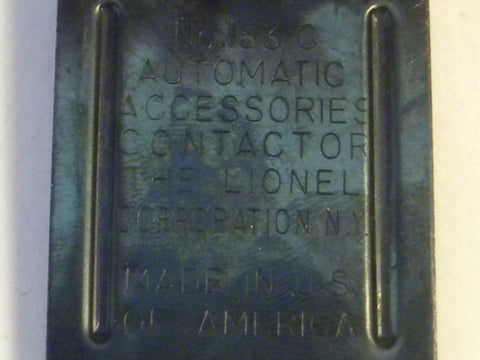 No. 153 C
AUTOMATIC
ACCESSORIES
CONTACTOR
THE LIONEL
CORPORATION N.Y.
MADE IN U.S.
OF AMERICA